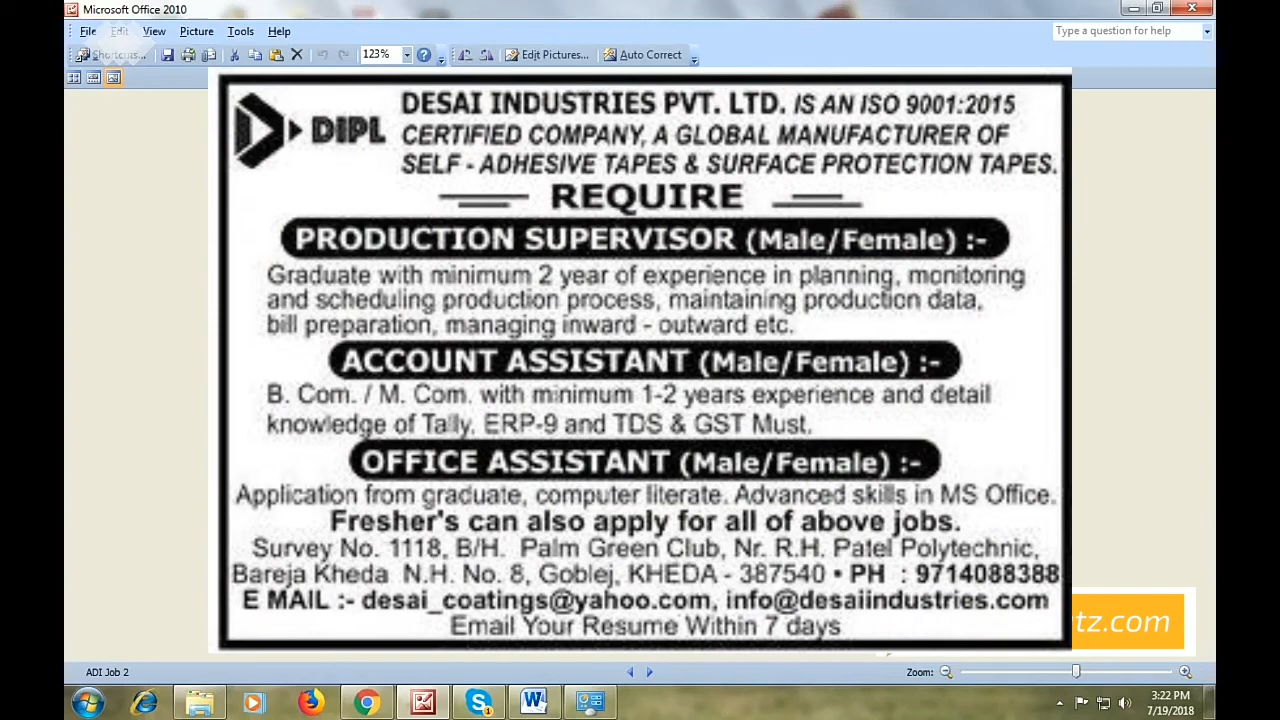 Microsoft Office 2010
File Edit View Picture Tools Help
Type a question for help
Shortcuts... 123% Edit Pictures... Auto Correct
DIPL
DESAI INDUSTRIES PVT. LTD. IS AN ISO 9001:2015
CERTIFIED COMPANY, A GLOBAL MANUFACTURER OF
SELF - ADHESIVE TAPES & SURFACE PROTECTION TAPES.
REQUIRE
PRODUCTION SUPERVISOR (Male/Female) :-
Graduate with minimum 2 year of experience in planning, monitoring
and scheduling production process, maintaining production data,
bill preparation, managing inward - outward etc.
ACCOUNT ASSISTANT (Male/Female) :-
B. Com. / M. Com. with minimum 1-2 years experience and detail
knowledge of Tally, ERP-9 and TDS & GST Must.
OFFICE ASSISTANT (Male/Female) :-
Application from graduate, computer literate. Advanced skills in MS Office.
Fresher's can also apply for all of above jobs.
Survey No. 1118, B/H. Palm Green Club, Nr. R.H. Patel Polytechnic,
Bareja Kheda N.H. No. 8, Goblej, KHEDA - 387540 • PH : 9714088388
E MAIL :- desai_coatings@yahoo.com, info@desaiindustries.com
Email Your Resume Within 7 days
tz.com
ADI Job 2
Zoom:
3:22 PM
7/19/2018